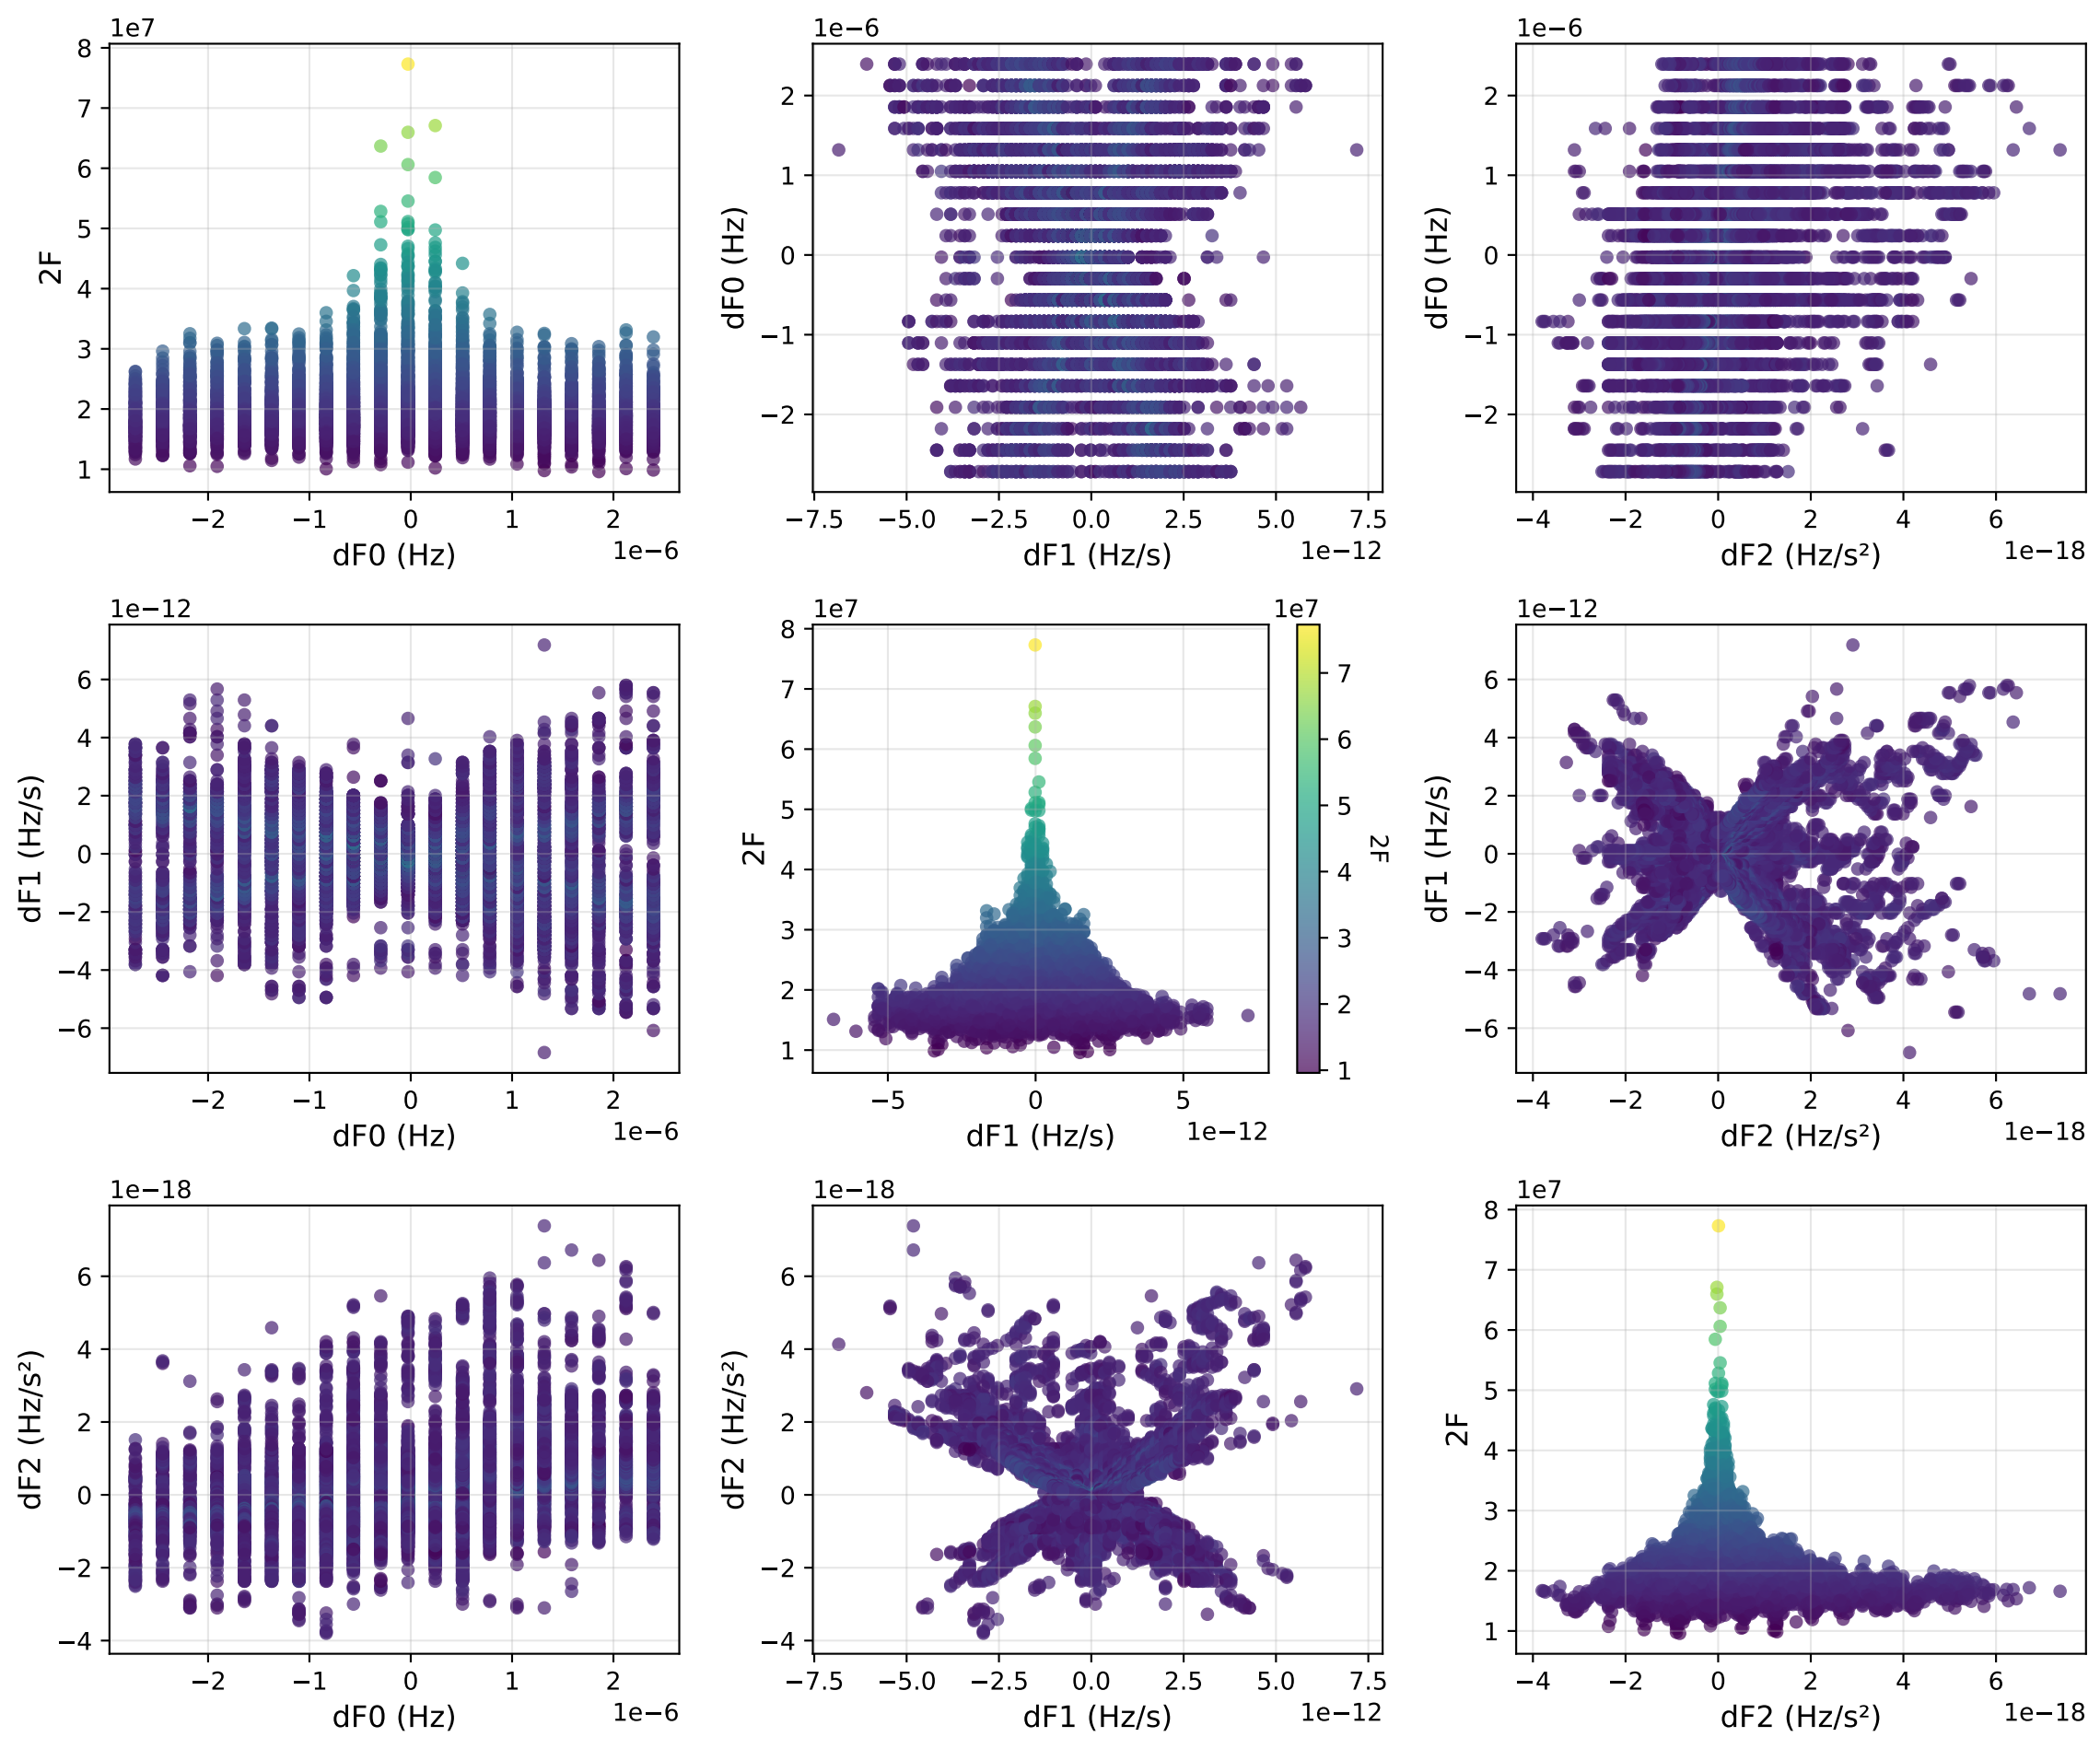 1e7
8
7
6
5
4
3
2
1
2F
−2 −1 0 1 2
dF0 (Hz)
1e−6
1e−6
2
1
0
−1
−2
dF0 (Hz)
−7.5 −5.0 −2.5 0.0 2.5 5.0 7.5
dF1 (Hz/s)
1e−12
1e−6
2
1
0
−1
−2
dF0 (Hz)
−4 −2 0 2 4 6
dF2 (Hz/s²)
1e−18
1e−12
6
4
2
0
−2
−4
−6
dF1 (Hz/s)
−2 −1 0 1 2
dF0 (Hz)
1e−6
1e7
8
7
6
5
4
3
2
1
2F
−5 0 5
dF1 (Hz/s)
1e−12
1e7
7
6
5
4
3
2
1
2F
1e−12
6
4
2
0
−2
−4
−6
dF1 (Hz/s)
−4 −2 0 2 4 6
dF2 (Hz/s²)
1e−18
1e−18
6
4
2
0
−2
−4
dF2 (Hz/s²)
−2 −1 0 1 2
dF0 (Hz)
1e−6
1e−18
6
4
2
0
−2
−4
dF2 (Hz/s²)
−7.5 −5.0 −2.5 0.0 2.5 5.0 7.5
dF1 (Hz/s)
1e−12
1e7
8
7
6
5
4
3
2
1
2F
−4 −2 0 2 4 6
dF2 (Hz/s²)
1e−18